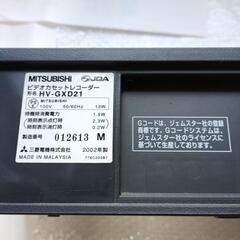 MITSUBISHI JQA
ビデオカセットレコーダー
形名 HV-GXD21
MITSUBISHI
100V 50/60Hz 13W
待機時消費電力 1.9W
(時刻表示点灯時) 2.3W
(時刻表示消灯時) 0.2W
製造番号 012613 M
三菱電機株式会社 2002年製
MADE IN MALAYSIA
Gコードは、ジェムスター社の登録
商標です。
Gコードシステムは、ジェムスター
社のライセンスに基づいて
生産しております。